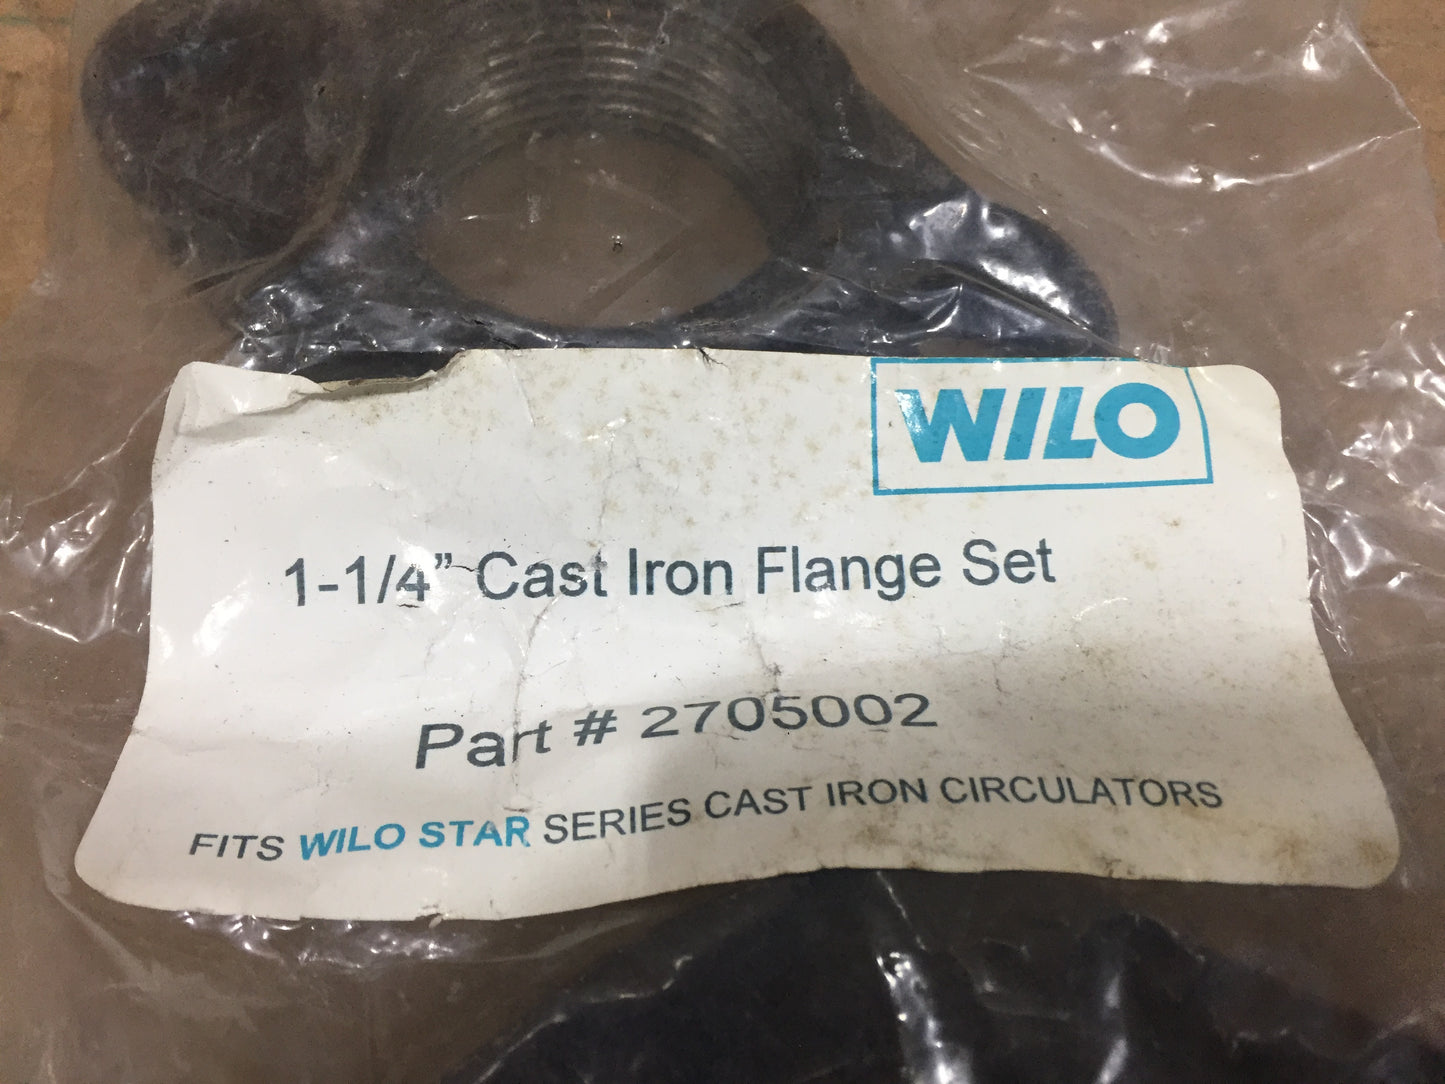 WILO
1-1/4” Cast Iron Flange Set
Part # 2705002
FITS WILO STAR SERIES CAST IRON CIRCULATORS